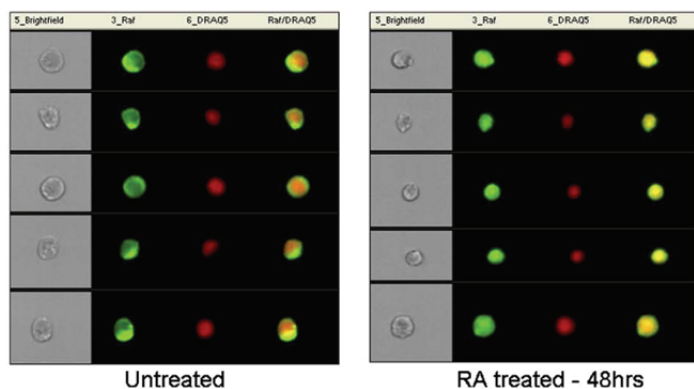 5_Brightfield 3_Raf 6_DRAQ5 Raf/DRAQ5
5_Brightfield 3_Raf 6_DRAQ5 Raf/DRAQ5
Untreated
RA treated - 48hrs